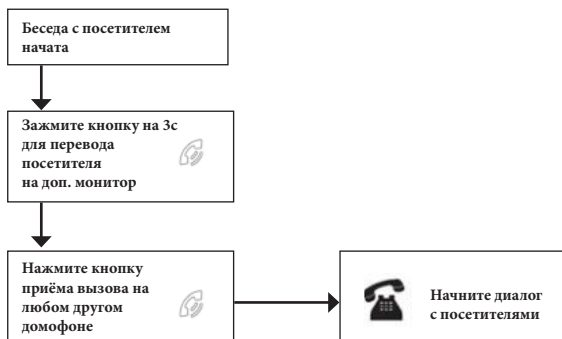 Беседа с посетителем
начата
Зажмите кнопку на 3с
для перевода
посетителя
на доп. монитор
Нажмите кнопку
приёма вызова на
любом другом
домофоне
Начните диалог
с посетителями